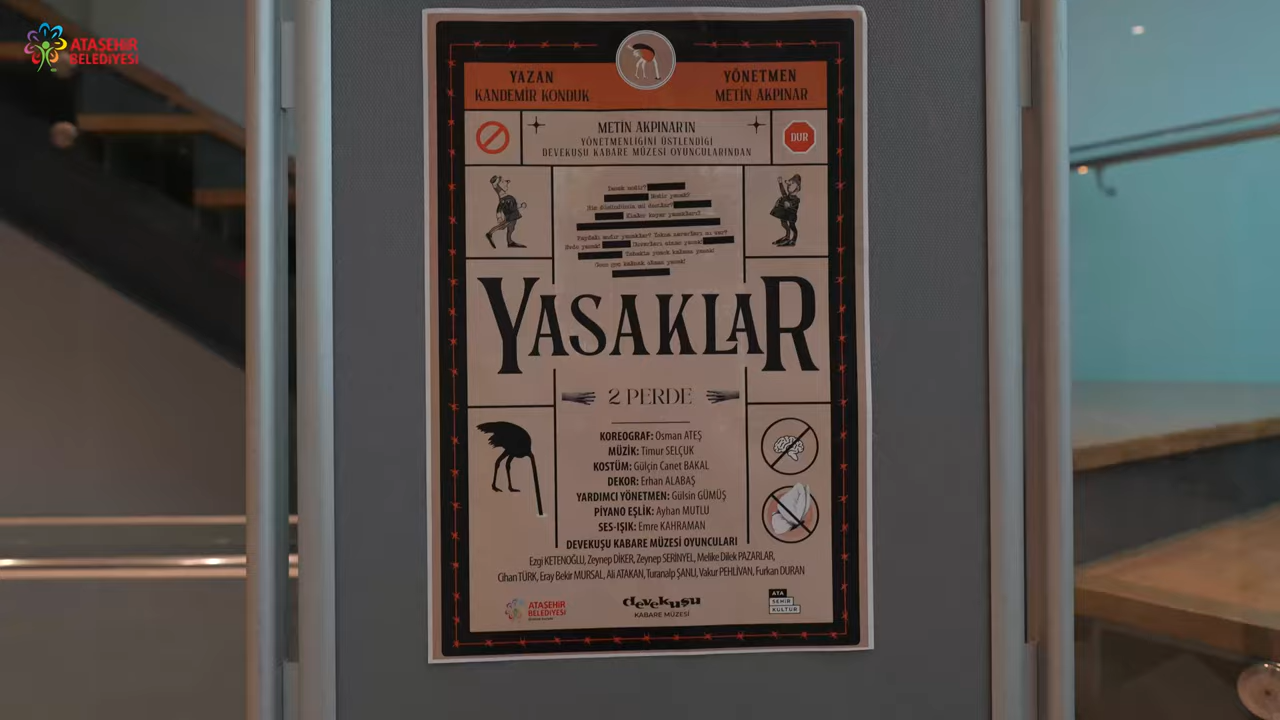 ATAŞEHİR
BELEDİYESİ
YAZAN
KANDEMİR KONDUK
YÖNETMEN
METİN AKPINAR
METİN AKPINAR'IN
YÖNETMENLİĞİNİ ÜSTLENDİĞİ
DEVEKUŞU KABARE MÜZESİ OYUNCULARINDAN
DUR
Yasak nedir?
YASAKLAR
2 PERDE
KOREOGRAF: Osman ATEŞ
MÜZİK: Timur SELÇUK
KOSTÜM: Gülçin Canet BAKAL
DEKOR: Erhan ALABAŞ
YARDIMCI YÖNETMEN: Gülsin GÜMÜŞ
PİYANO EŞLİK: Ayhan MUTLU
SES-IŞIK: Emre KAHRAMAN
DEVEKUŞU KABARE MÜZESİ OYUNCULARI
Ezgi KETENOĞLU, Zeynep DİKER, Zeynep SERİNYEL, Melike Dilek PAZARLAR,
Cihan TÜRK, Eray Bekir MURSAL, Ali ATAKAN, Turanalp ŞANLI, Vakur PEHLİVAN, Furkan DURAN
ATAŞEHİR
BELEDİYESİ
devekuşu
KABARE MÜZESİ
ATA
ŞEHİR
KÜLTÜR